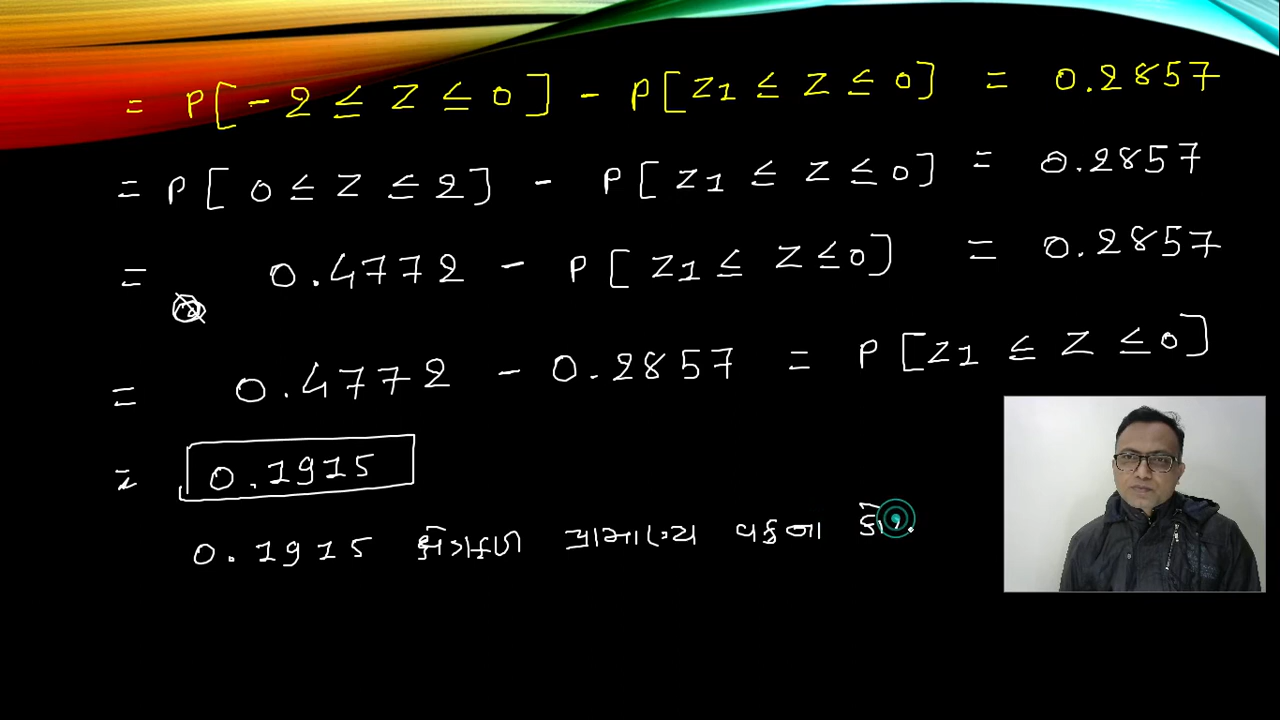 = P[-2 ≤ Z ≤ 0] - P[Z1 ≤ Z ≤ 0] = 0.2857
= P[0 ≤ Z ≤ 2] - P[Z1 ≤ Z ≤ 0] = 0.2857
= 0.4772 - P[Z1 ≤ Z ≤ 0] = 0.2857
= 0.4772 - 0.2857 = P[Z1 ≤ Z ≤ 0]
= 0.1915
0.1915 ક્ષેત્રફળ પ્રામાણ્ય વક્રના